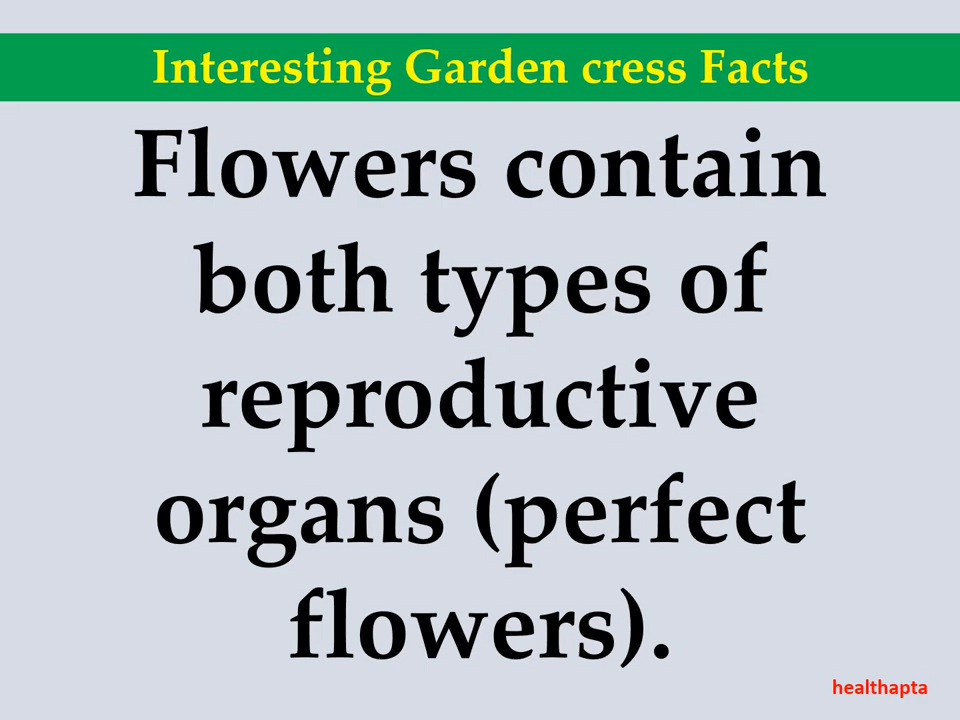 Interesting Garden cress Facts
Flowers contain
both types of
reproductive
organs (perfect
flowers).
healthapta